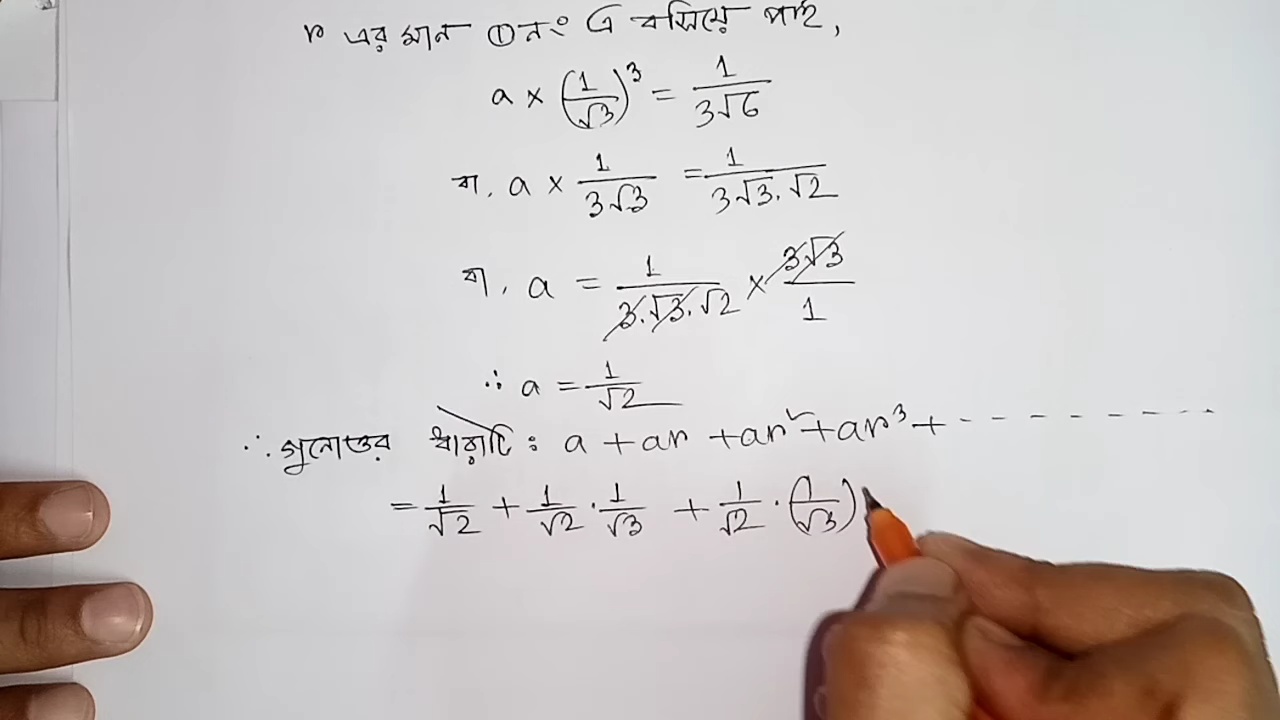 r এর মান ①নং এ বসিয়ে পাই,
a × (1/√3)³ = 1/3√6
বা, a × 1/3√3 = 1/3√3.√2
বা, a = 1/3.√3.√2 × 3√3/1
∴ a = 1/√2
∴ গুনোত্তর ধারাটি: a + ar + ar² + ar³ + ---------
= 1/√2 + 1/√2 · 1/√3 + 1/√2 · (1/√3)